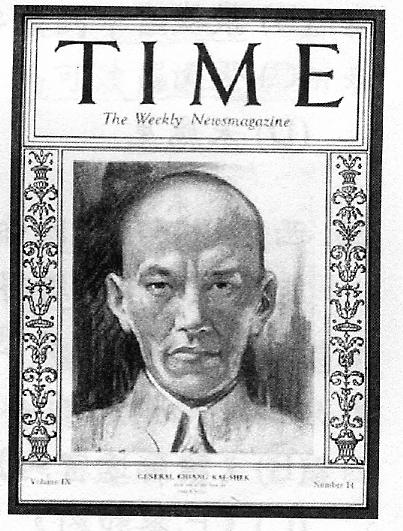 TIME
The Weekly Newsmagazine
GENERAL CHIANG KAI-SHEK
Volume IX
Number 14